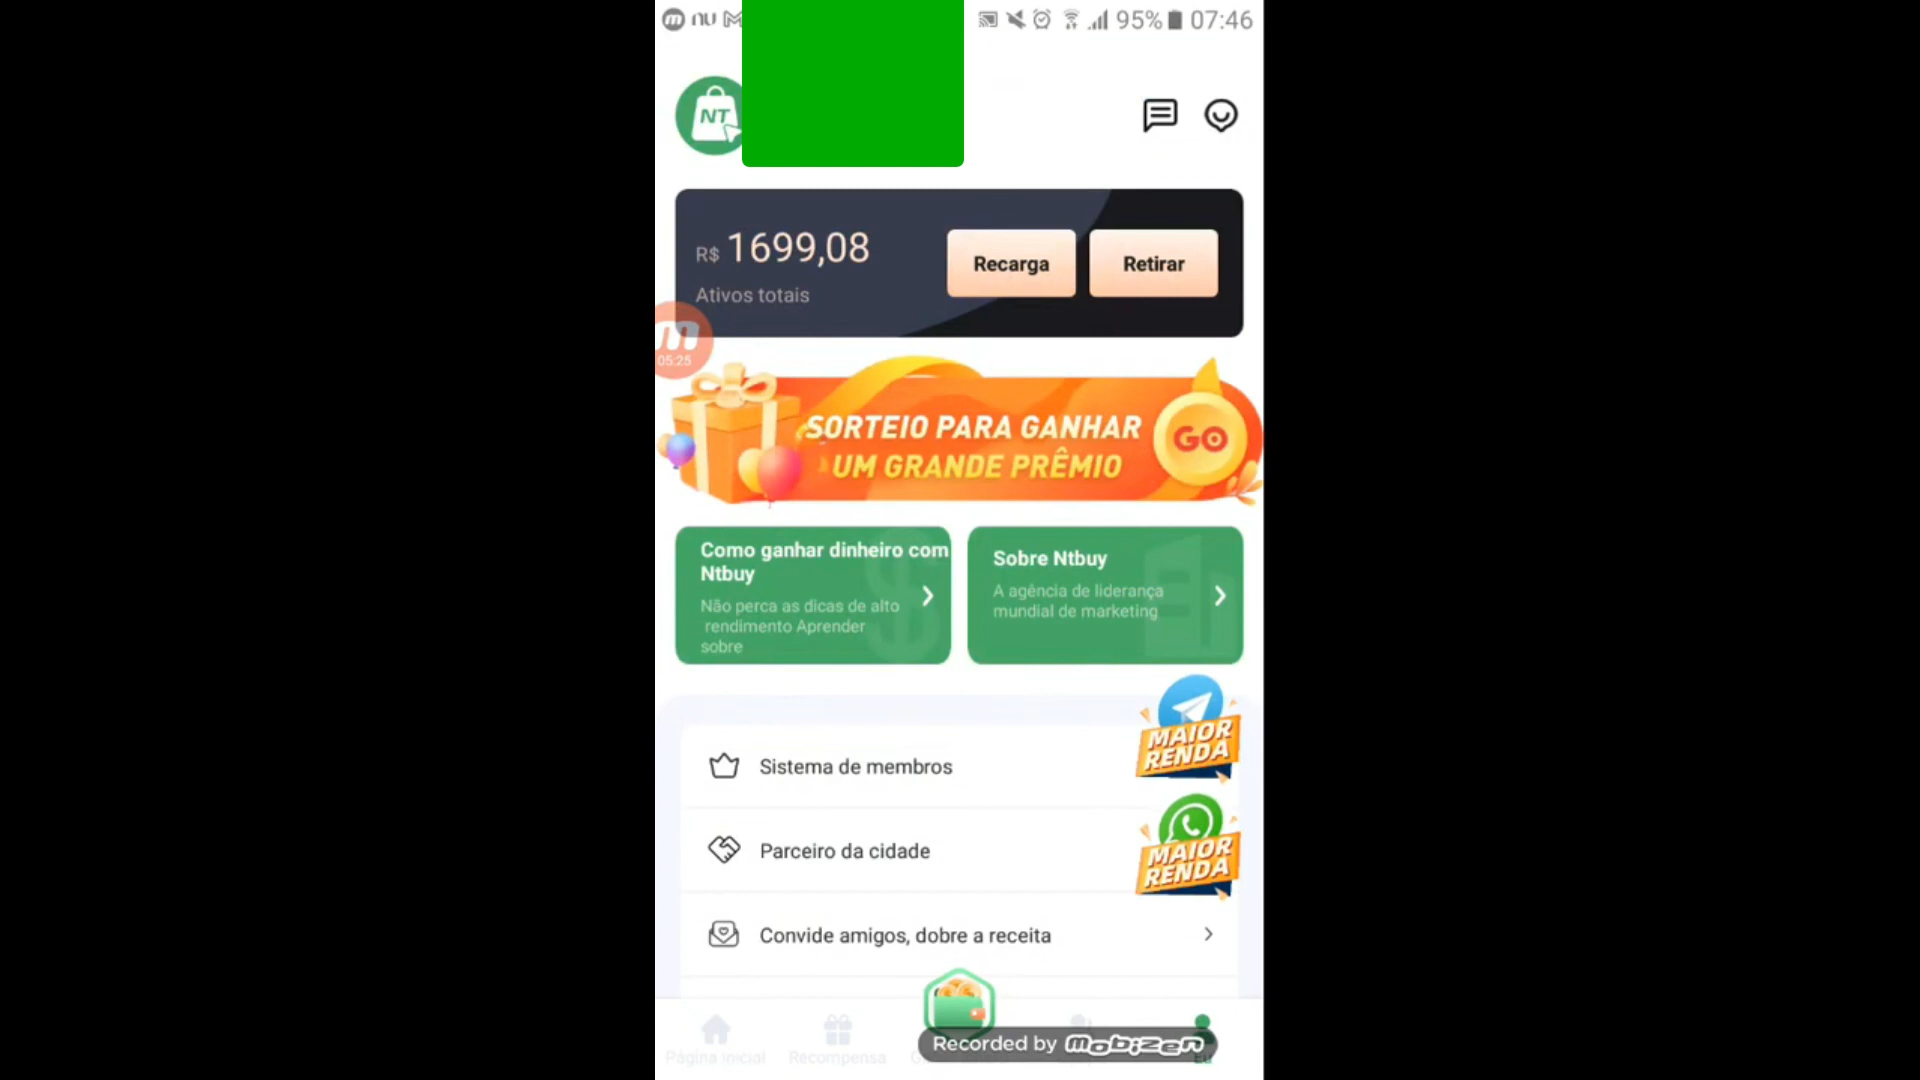 nu 95% 07:46
NT
R$ 1699,08
Ativos totais
Recarga
Retirar
m
05:25
SORTEIO PARA GANHAR
UM GRANDE PRÊMIO
GO
Como ganhar dinheiro com
Ntbuy
Não perca as dicas de alto
rendimento Aprender
sobre
Sobre Ntbuy
A agência de liderança
mundial de marketing
MAIOR
RENDA
Sistema de membros
MAIOR
RENDA
Parceiro da cidade
Convide amigos, dobre a receita
Recorded by mobizen
Página inicial
Recompensa
Eu